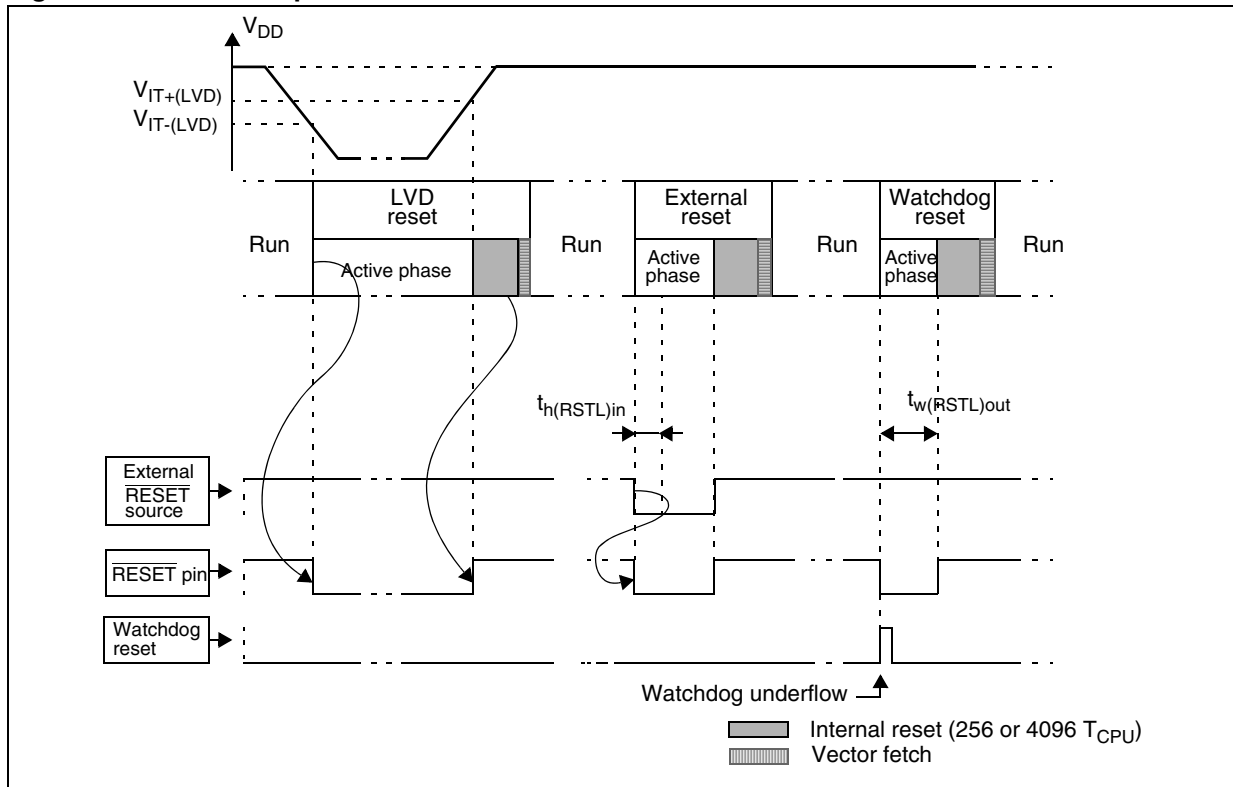 V_DD
V_IT+(LVD)
V_IT-(LVD)
LVD
reset
External
reset
Watchdog
reset
Run
Run
Run
Run
Active phase
Active
phase
Active
phase
t_h(RSTL)in
t_w(RSTL)out
External
RESET
source
RESET pin
Watchdog
reset
Watchdog underflow
Internal reset (256 or 4096 T_CPU)
Vector fetch